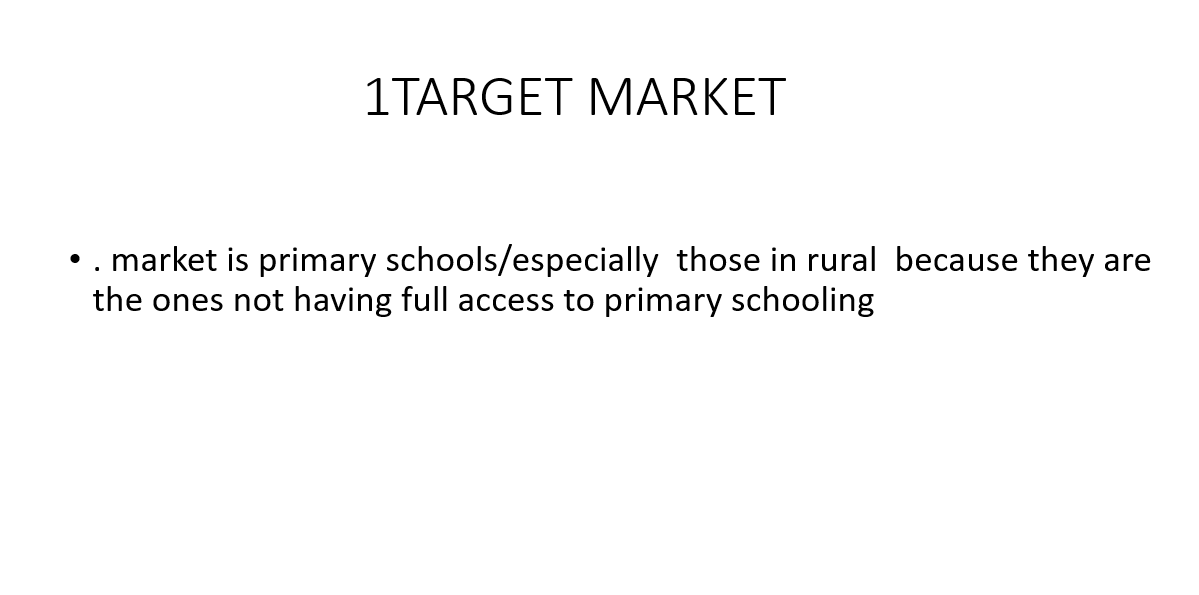 1TARGET MARKET
• . market is primary schools/especially  those in rural  because they are
the ones not having full access to primary schooling